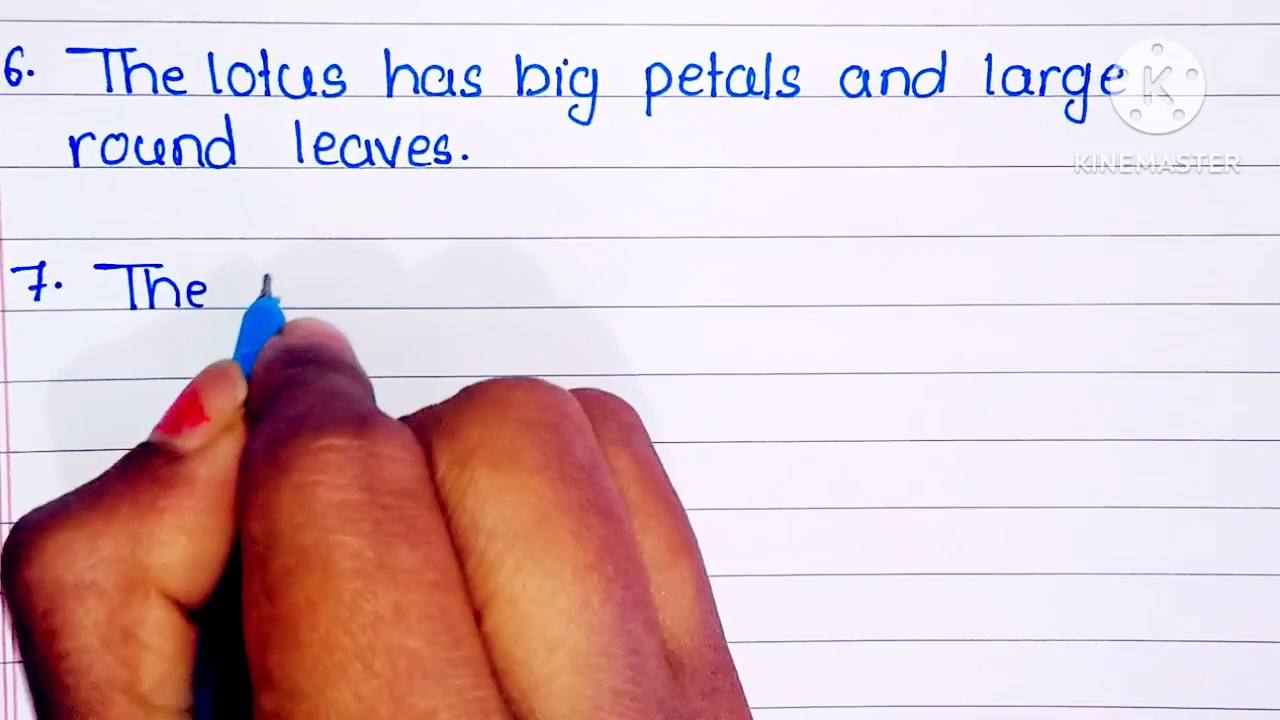 6. The lotus has big petals and large
round leaves.
7. The
K
KINEMASTER